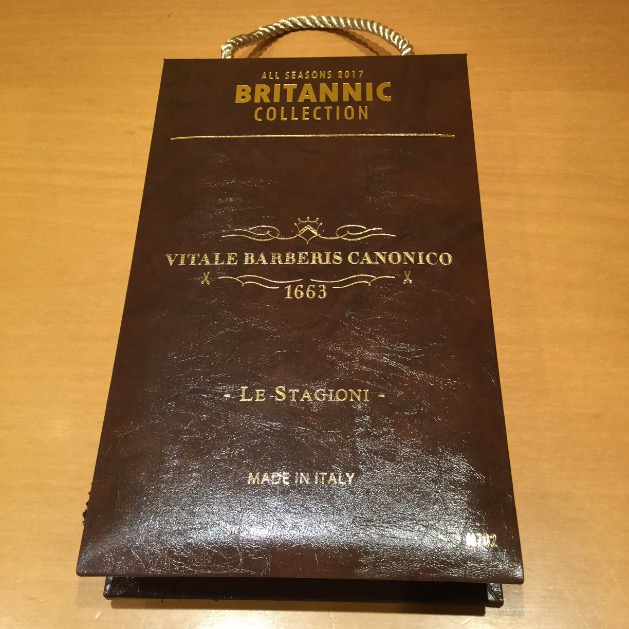 ALL SEASONS 2017
BRITANNIC
COLLECTION
VITALE BARBERIS CANONICO
1663
- LE STAGIONI -
MADE IN ITALY